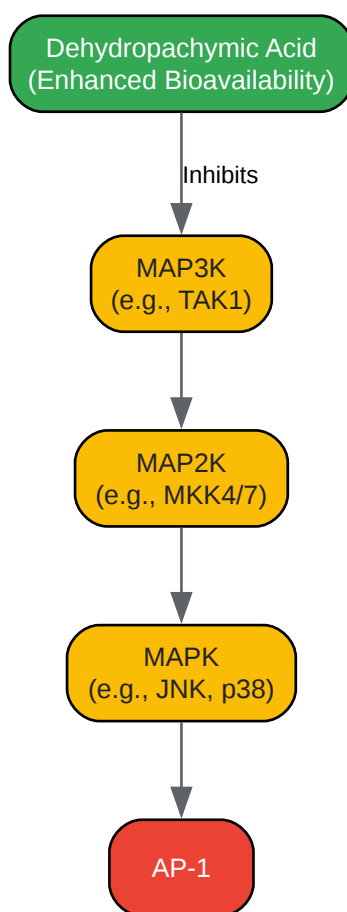 Dehydropachymic Acid
(Enhanced Bioavailability)
Inhibits
MAP3K
(e.g., TAK1)
MAP2K
(e.g., MKK4/7)
MAPK
(e.g., JNK, p38)
AP-1